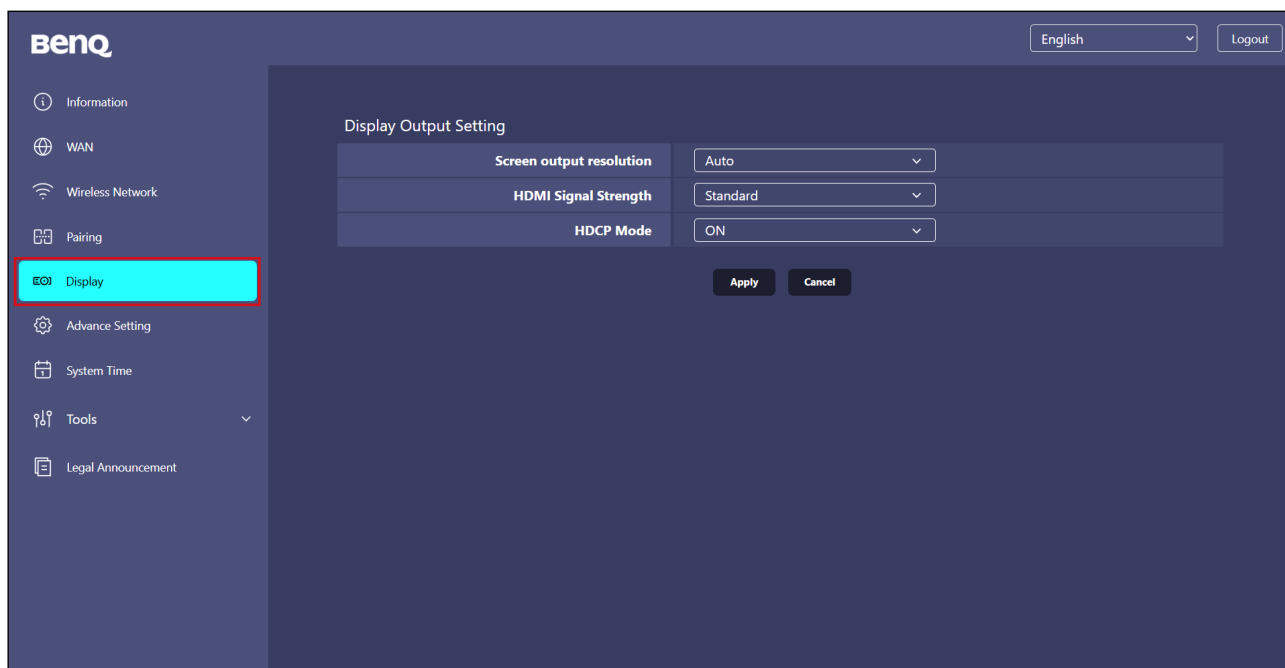 BenQ
English
Logout
Information
WAN
Wireless Network
Pairing
Display
Advance Setting
System Time
Tools
Legal Announcement
Display Output Setting
Screen output resolution Auto
HDMI Signal Strength Standard
HDCP Mode ON
Apply Cancel